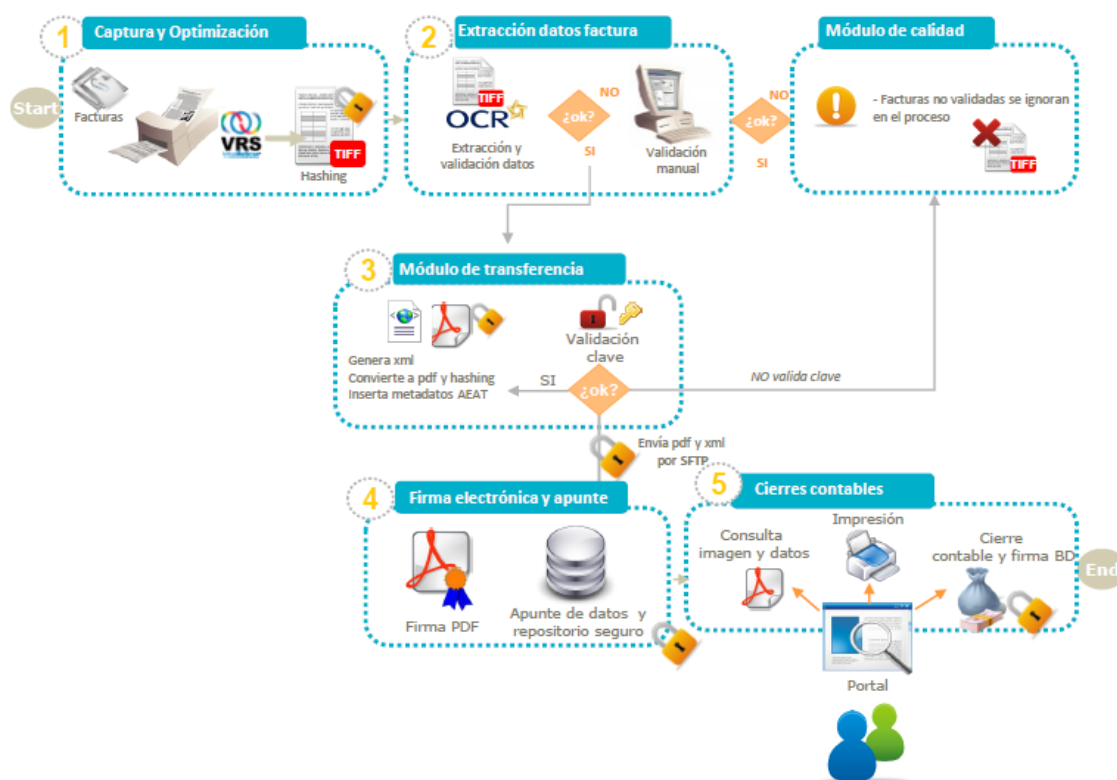 1
Captura y Optimización
Start
Facturas
VRS
TIFF
Hashing
2
Extracción datos factura
TIFF
OCR
Extracción y
validación datos
¿ok?
NO
SI
Validación
manual
NO
¿ok?
SI
Módulo de calidad
- Facturas no validadas se ignoran
en el proceso
TIFF
3
Módulo de transferencia
Validación
clave
Genera xml
Convierte a pdf y hashing
Inserta metadatos AEAT
SI
¿ok?
NO valida clave
Envía pdf y xml
por SFTP
4
Firma electrónica y apunte
Firma PDF
Apunte de datos y
repositorio seguro
5
Cierres contables
Consulta
imagen y datos
Impresión
Cierre
contable y firma BD
Portal
End